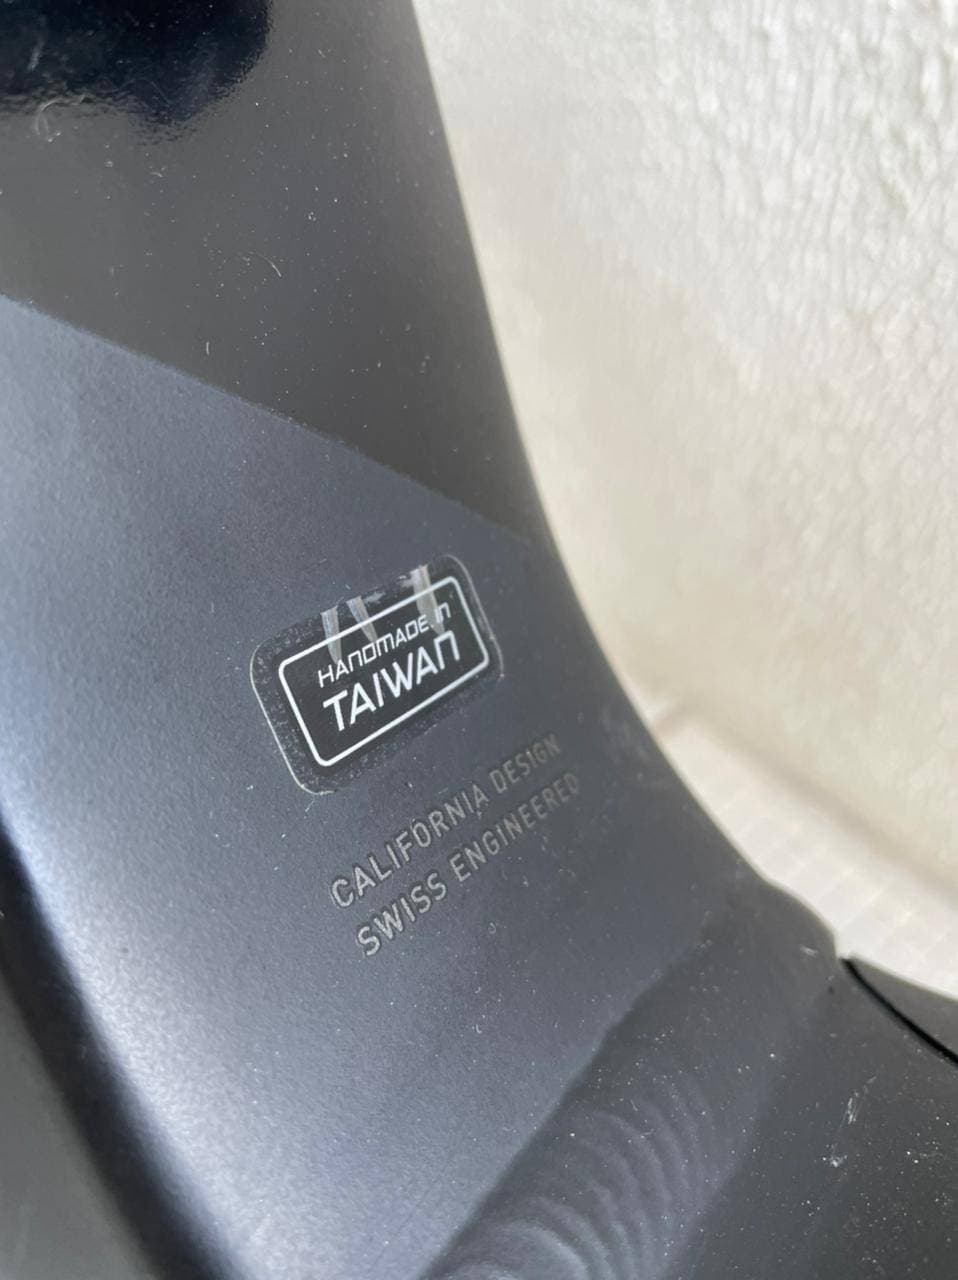 HANDMADE in
TAIWAN
CALIFORNIA DESIGN
SWISS ENGINEERED